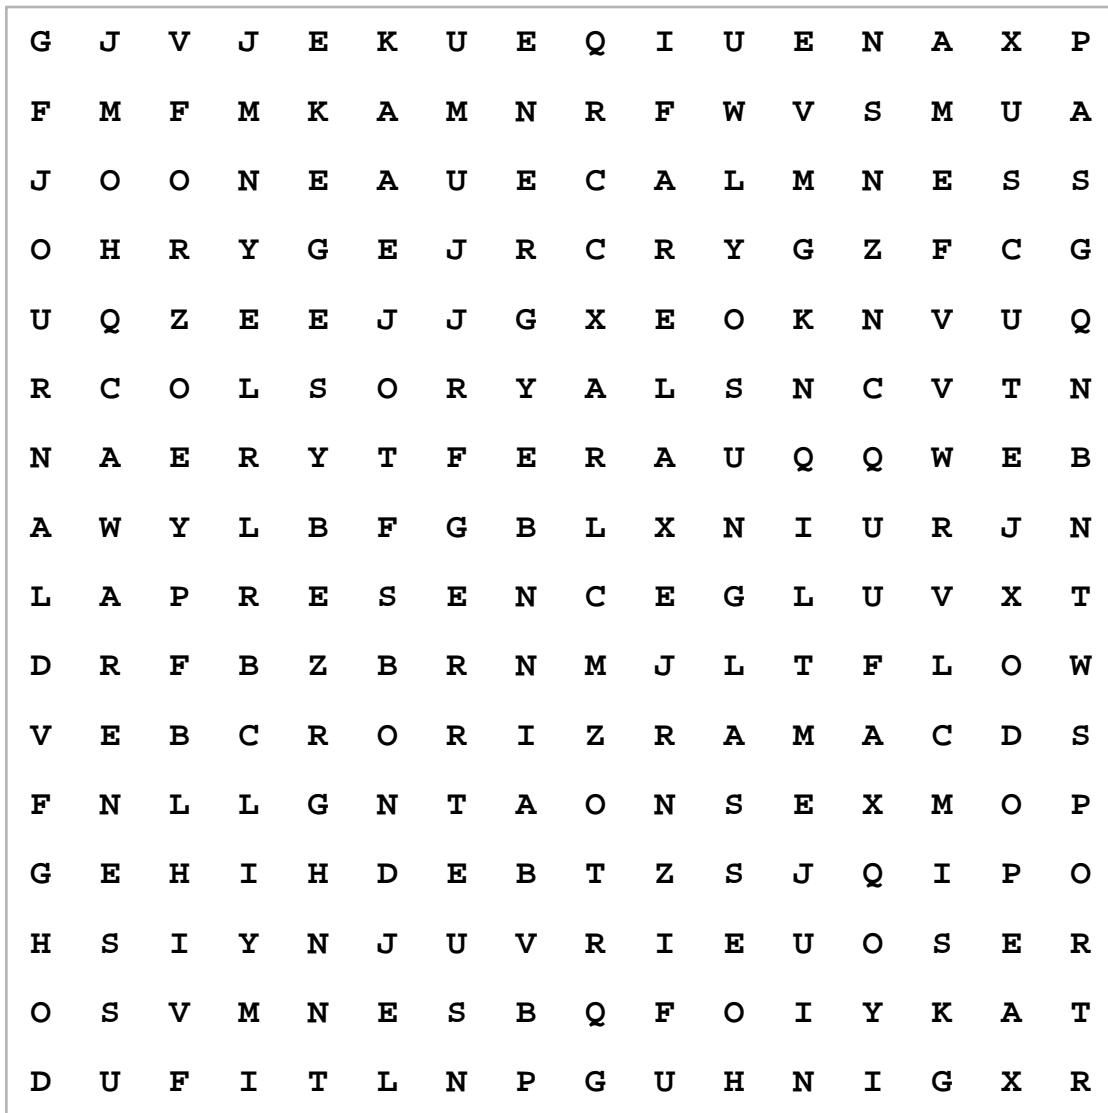 G J V J E K U E Q I U E N A X P
F M F M K A M N R F W V S M U A
J O O N E A U E C A L M N E S S
O H R Y G E J R C R Y G Z F C G
U Q Z E E J J G X E O K N V U Q
R C O L S O R Y A L S N C V T N
N A E R Y T F E R A U Q Q W E B
A W Y L B F G B L X N I U R J N
L A P R E S E N C E G L U V X T
D R F B Z B R N M J L T F L O W
V E B C R O R I Z R A M A C D S
F N L L G N T A O N S E X M O P
G E H I H D E B T Z S J Q I P O
H S I Y N J U V R I E U O S E R
O S V M N E S B Q F O I Y K A T
D U F I T L N P G U H N I G X R